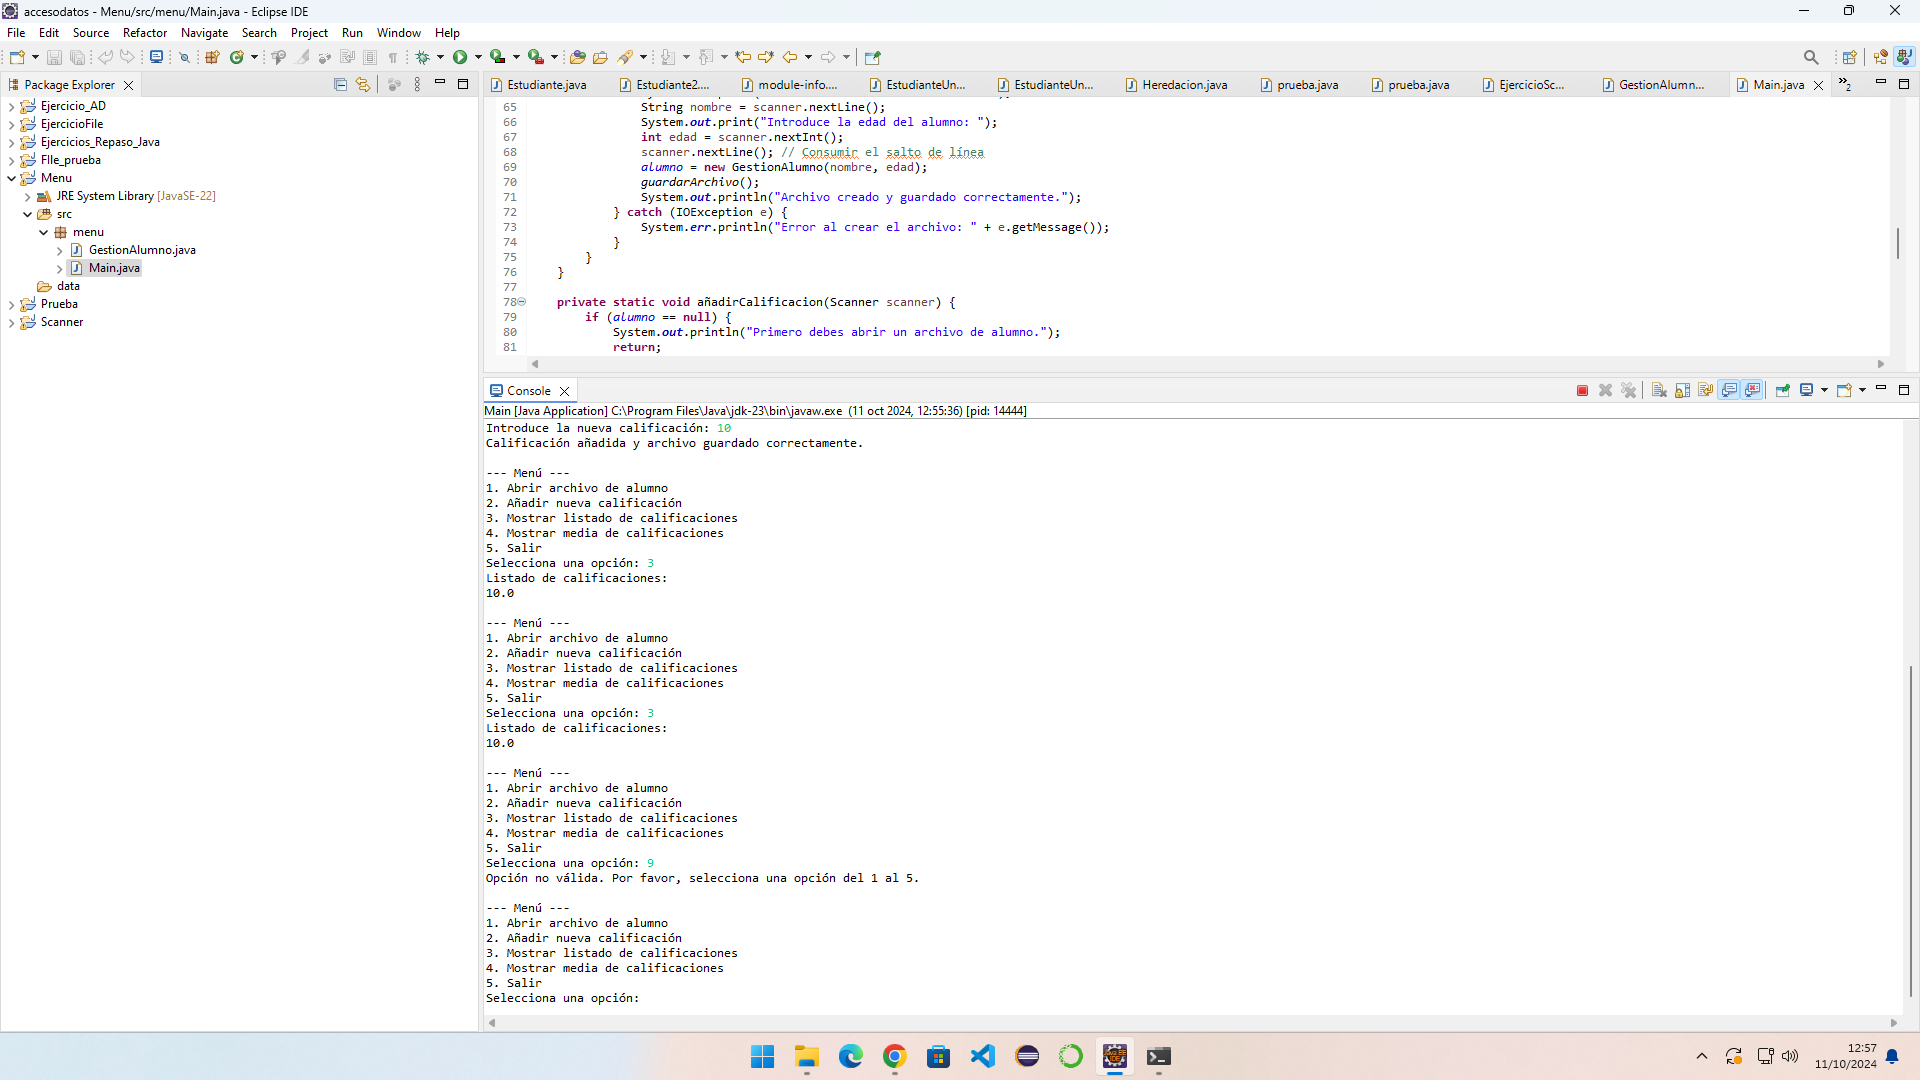 accesodatos - Menu/src/menu/Main.java - Eclipse IDE
File Edit Source Refactor Navigate Search Project Run Window Help
Package Explorer
Ejercicio_AD
EjercicioFile
Ejercicios_Repaso_Java
FIle_prueba
Menu
JRE System Library [JavaSE-22]
src
menu
GestionAlumno.java
Main.java
data
Prueba
Scanner
Estudiante.java Estudiante2.... module-info.... EstudianteUn... EstudianteUn... Heredacion.java prueba.java prueba.java EjercicioSc... GestionAlumn... Main.java »2
65 String nombre = scanner.nextLine();
66 System.out.print("Introduce la edad del alumno: ");
67 int edad = scanner.nextInt();
68 scanner.nextLine(); // Consumir el salto de línea
69 alumno = new GestionAlumno(nombre, edad);
70 guardarArchivo();
71 System.out.println("Archivo creado y guardado correctamente.");
72 } catch (IOException e) {
73 System.err.println("Error al crear el archivo: " + e.getMessage());
74 }
75 }
76 }
77
78 private static void añadirCalificacion(Scanner scanner) {
79 if (alumno == null) {
80 System.out.println("Primero debes abrir un archivo de alumno.");
81 return;
Console
Main [Java Application] C:\Program Files\Java\jdk-23\bin\javaw.exe (11 oct 2024, 12:55:36) [pid: 14444]
Introduce la nueva calificación: 10
Calificación añadida y archivo guardado correctamente.
--- Menú ---
1. Abrir archivo de alumno
2. Añadir nueva calificación
3. Mostrar listado de calificaciones
4. Mostrar media de calificaciones
5. Salir
Selecciona una opción: 3
Listado de calificaciones:
10.0
--- Menú ---
1. Abrir archivo de alumno
2. Añadir nueva calificación
3. Mostrar listado de calificaciones
4. Mostrar media de calificaciones
5. Salir
Selecciona una opción: 3
Listado de calificaciones:
10.0
--- Menú ---
1. Abrir archivo de alumno
2. Añadir nueva calificación
3. Mostrar listado de calificaciones
4. Mostrar media de calificaciones
5. Salir
Selecciona una opción: 9
Opción no válida. Por favor, selecciona una opción del 1 al 5.
--- Menú ---
1. Abrir archivo de alumno
2. Añadir nueva calificación
3. Mostrar listado de calificaciones
4. Mostrar media de calificaciones
5. Salir
Selecciona una opción:
12:57
11/10/2024